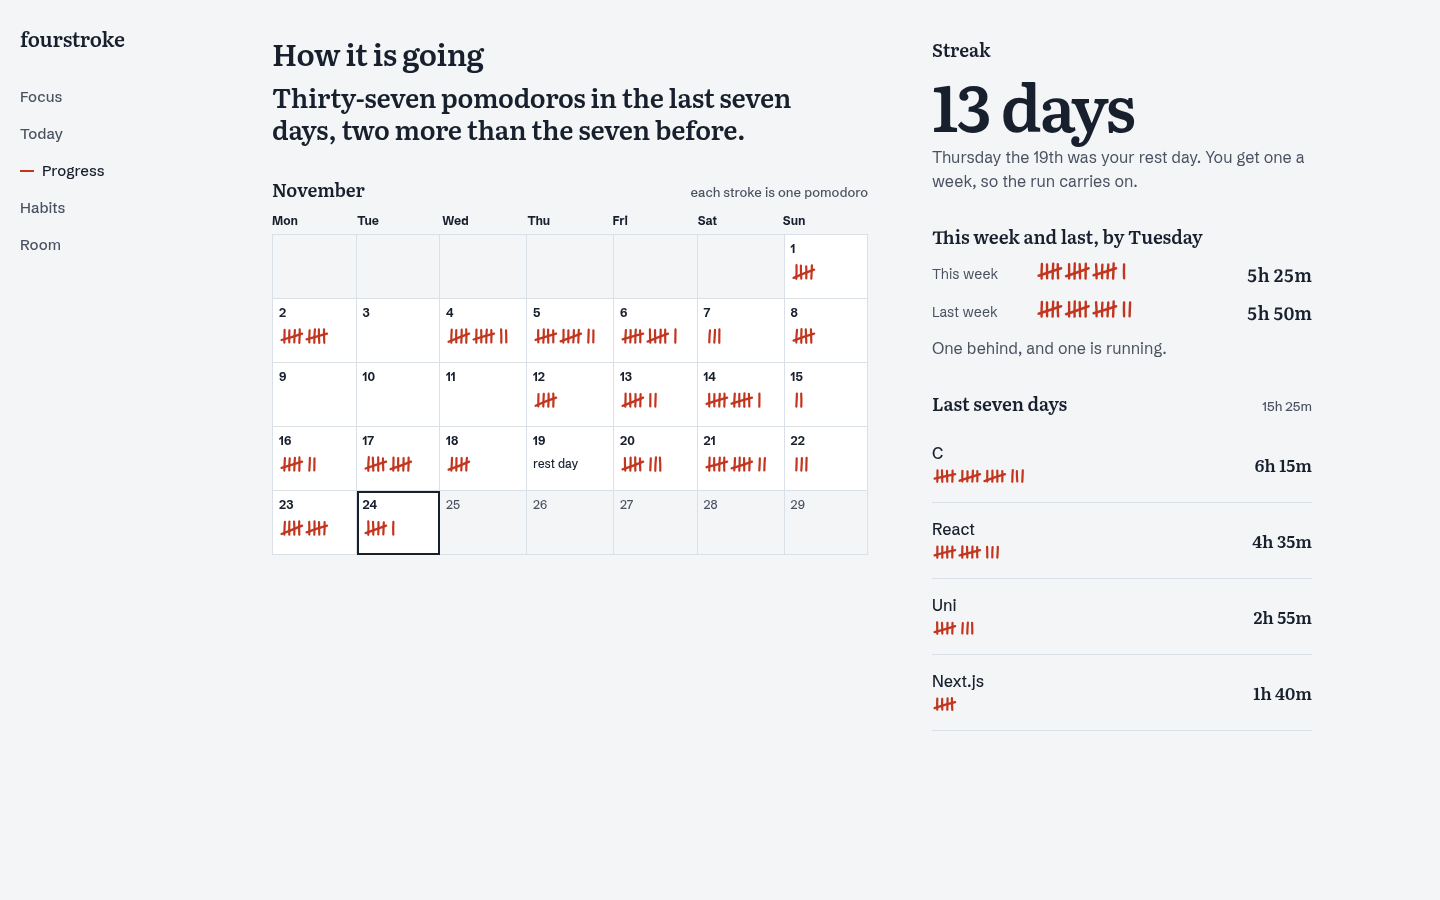 fourstroke
Focus
Today
Progress
Habits
Room
How it is going
Thirty-seven pomodoros in the last seven
days, two more than the seven before.
November
each stroke is one pomodoro
Mon Tue Wed Thu Fri Sat Sun
1
2 3 4 5 6 7 8
9 10 11 12 13 14 15
16 17 18 19 20 21 22
rest day
23 24 25 26 27 28 29
Streak
13 days
Thursday the 19th was your rest day. You get one a
week, so the run carries on.
This week and last, by Tuesday
This week 5h 25m
Last week 5h 50m
One behind, and one is running.
Last seven days 15h 25m
C
6h 15m
React
4h 35m
Uni
2h 55m
Next.js
1h 40m